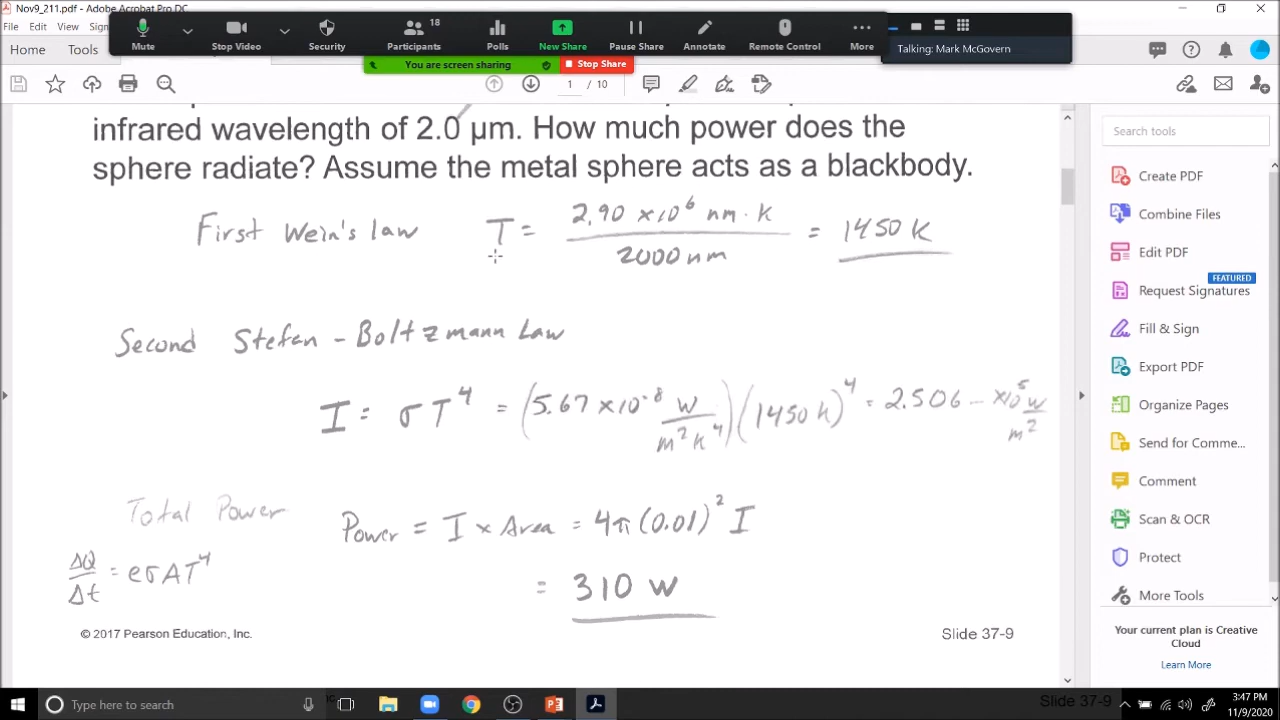 Nov9_211.pdf - Adobe Acrobat Pro DC
File Edit View Sign
Home Tools
Mute
Stop Video
Security
18
Participants
Polls
New Share
Pause Share
Annotate
Remote Control
More
Talking: Mark McGovern
You are screen sharing
Stop Share
1 / 10
infrared wavelength of 2.0 μm. How much power does the
sphere radiate? Assume the metal sphere acts as a blackbody.
First Wein's law T = 2.90 x10^6 nm·K / 2000 nm = 1450 K
Second Stefan - Boltzmann Law
I = σT^4 = (5.67 x10^-8 W/m^2K^4)(1450 K)^4 = 2.506 - x10^5 W/m^2
Total Power
Power = I x Area = 4π(0.01)^2 I
ΔQ/Δt = eσAT^4
= 310 W
© 2017 Pearson Education, Inc.
Slide 37-9
Search tools
Create PDF
Combine Files
Edit PDF
FEATURED
Request Signatures
Fill & Sign
Export PDF
Organize Pages
Send for Comme...
Comment
Scan & OCR
Protect
More Tools
Your current plan is Creative
Cloud
Learn More
Type here to search
nc.
Slide 37-9
3:47 PM
11/9/2020